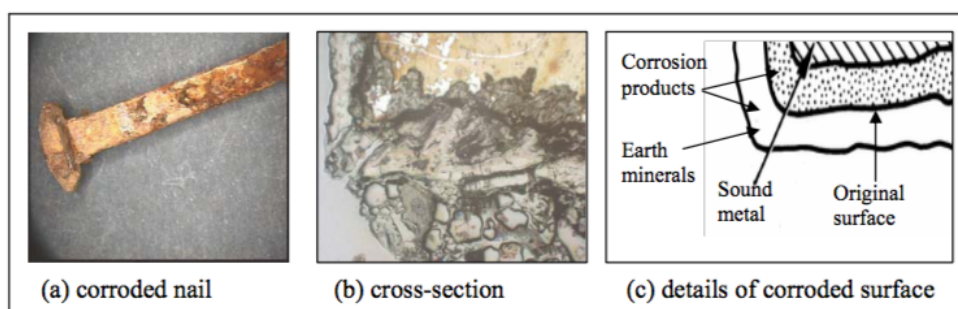 Corrosion
products
Earth
minerals
Sound
metal
Original
surface
(a) corroded nail
(b) cross-section
(c) details of corroded surface